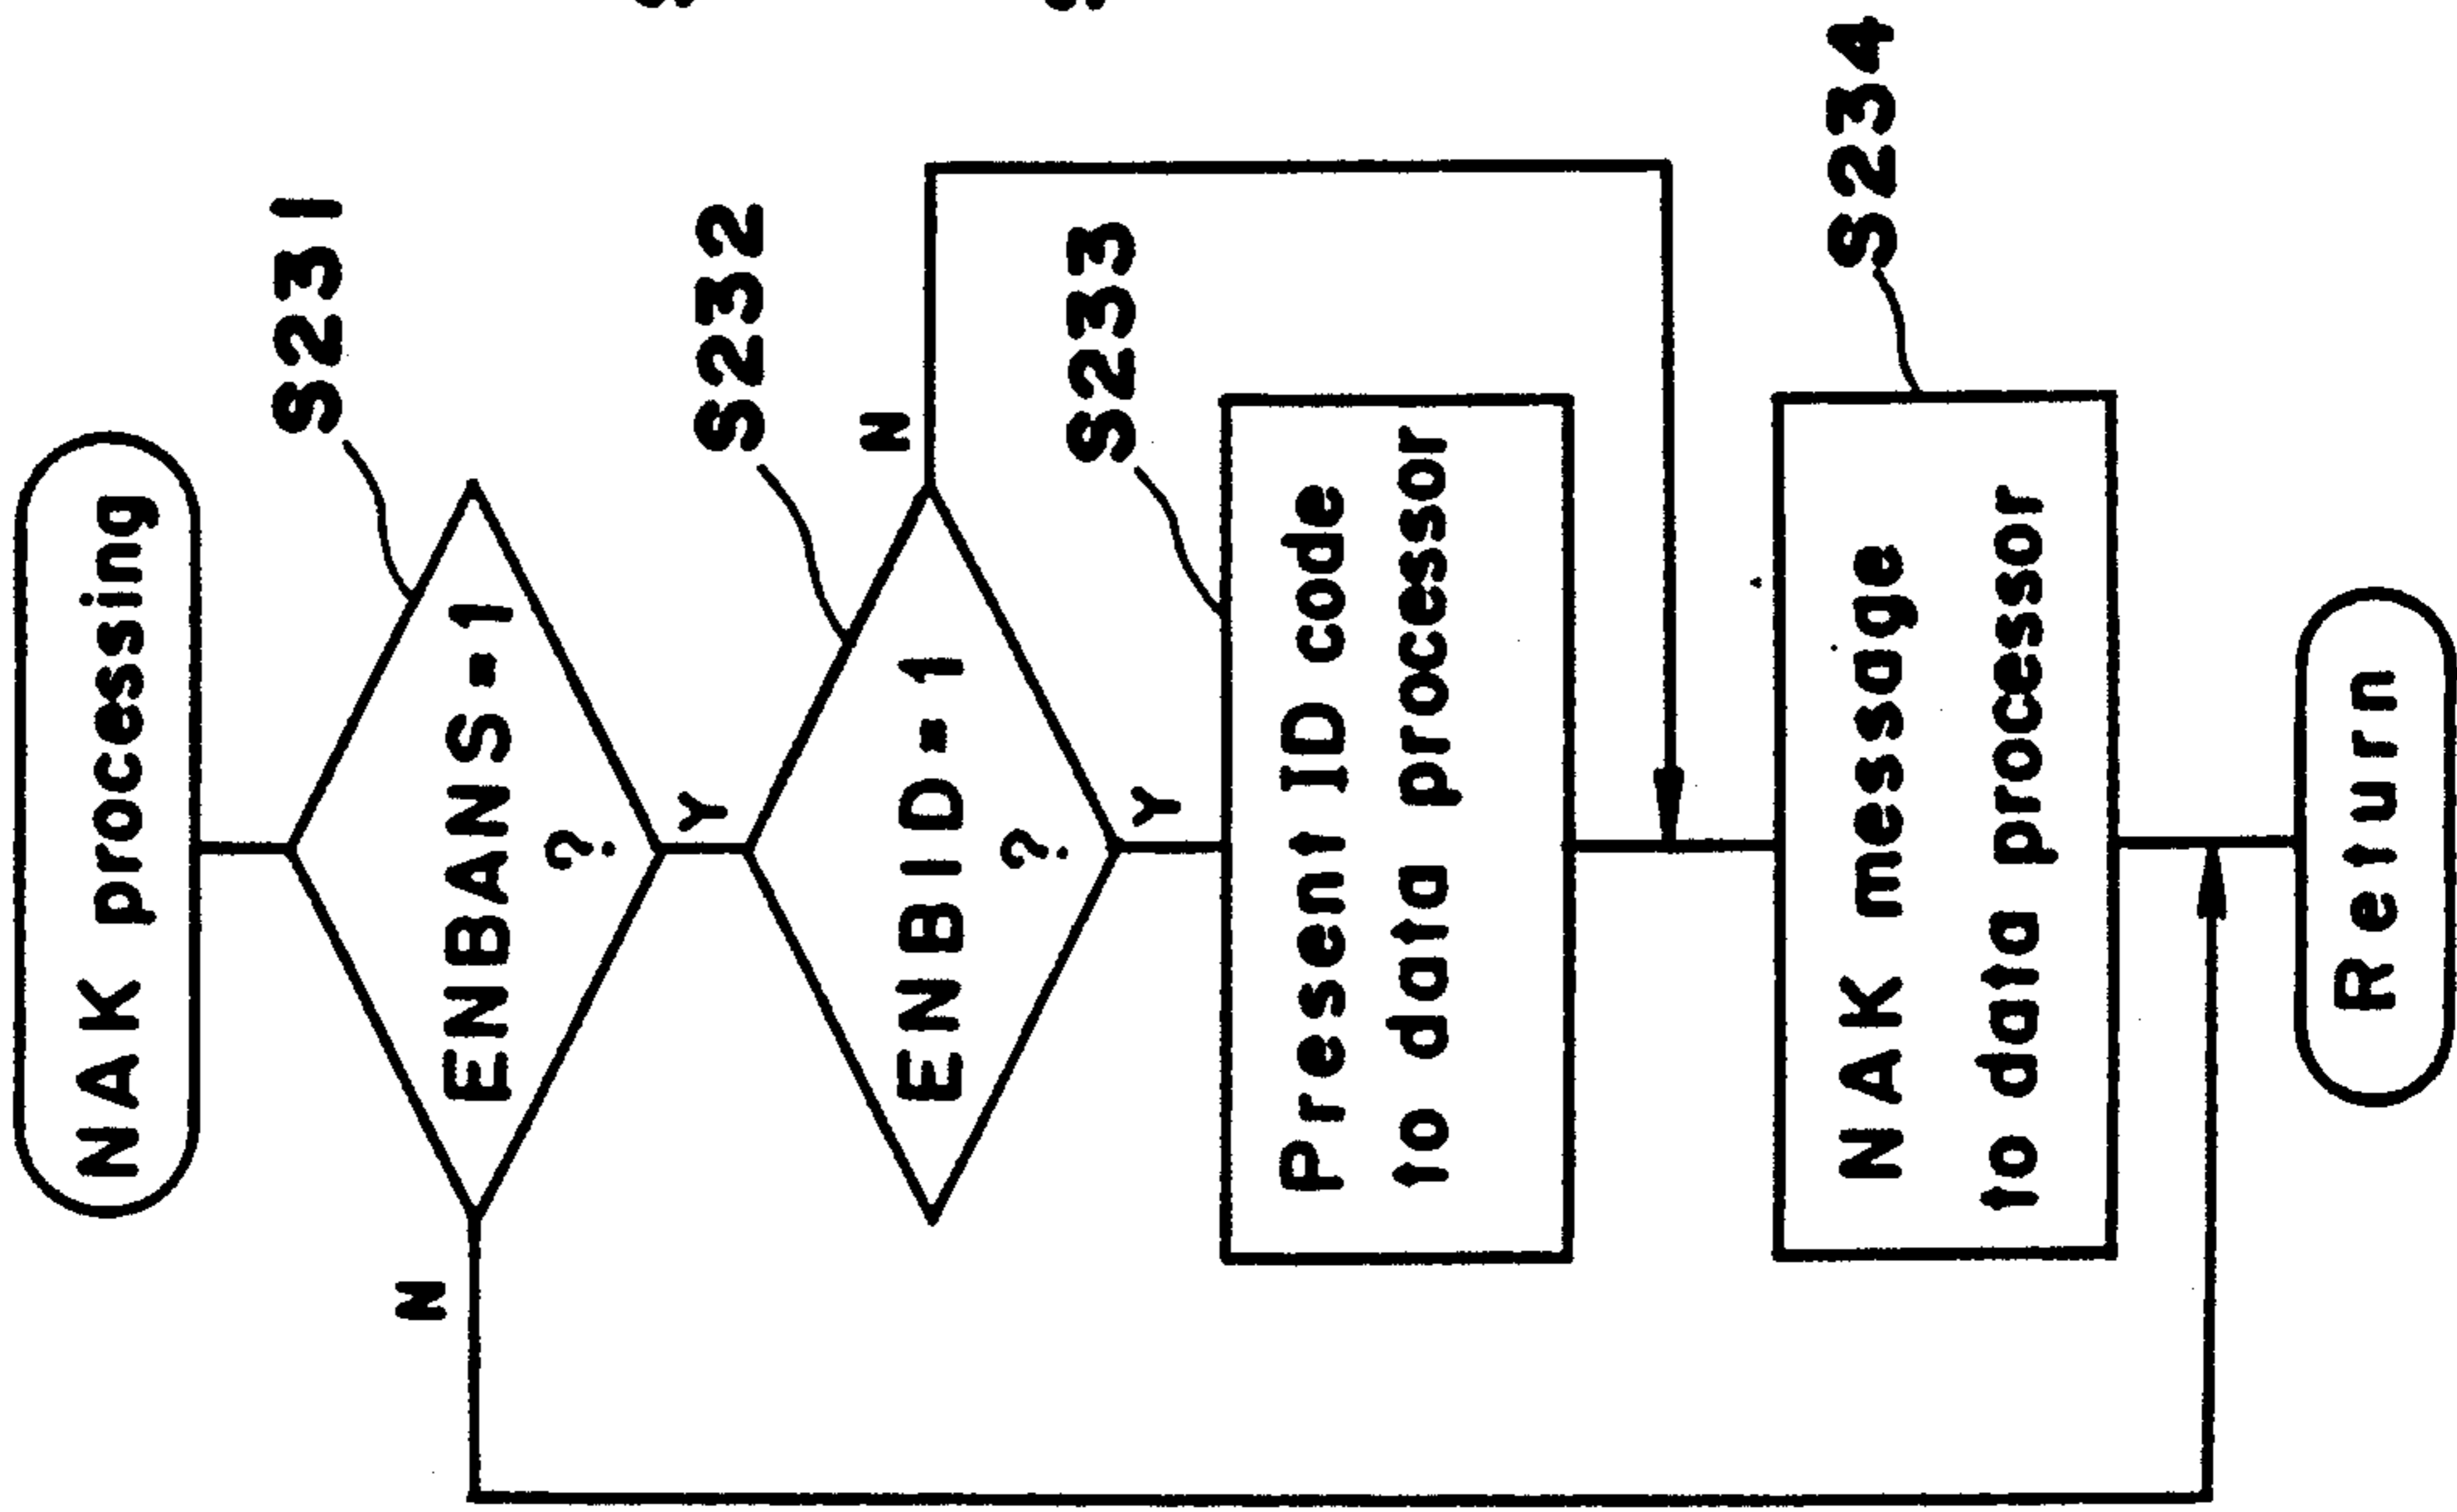 NAK processing
S231
ENBANS=1
?
N
Y
S232
ENBID=1
?
N
Y
S233
Present ID code
to data processor
S234
NAK message
to data processor
Return